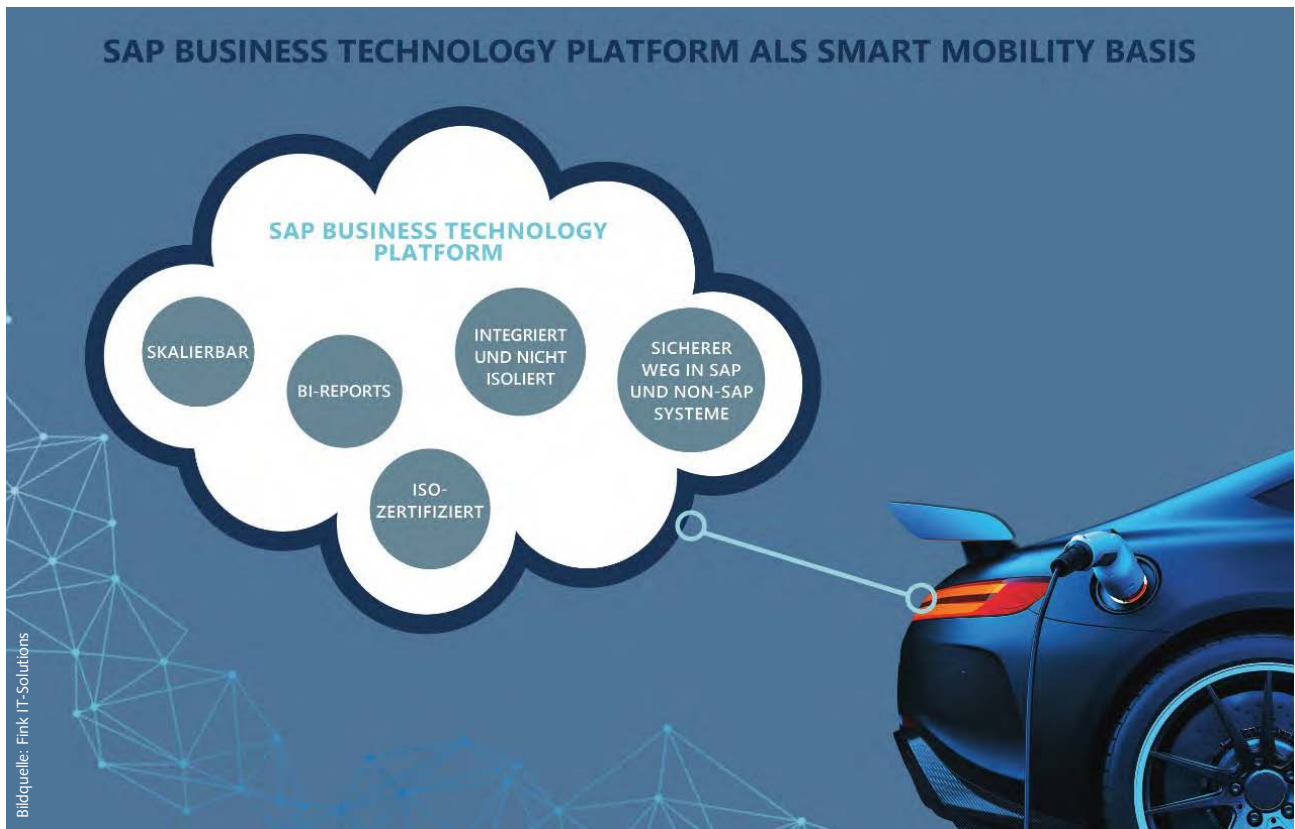 SAP BUSINESS TECHNOLOGY PLATFORM ALS SMART MOBILITY BASIS
SAP BUSINESS TECHNOLOGY
PLATFORM
SKALIERBAR
BI-REPORTS
INTEGRIERT
UND NICHT
ISOLIERT
SICHERER
WEG IN SAP
UND NON-SAP
SYSTEME
ISO-
ZERTIFIZIERT
Bildquelle: Fink IT-Solutions